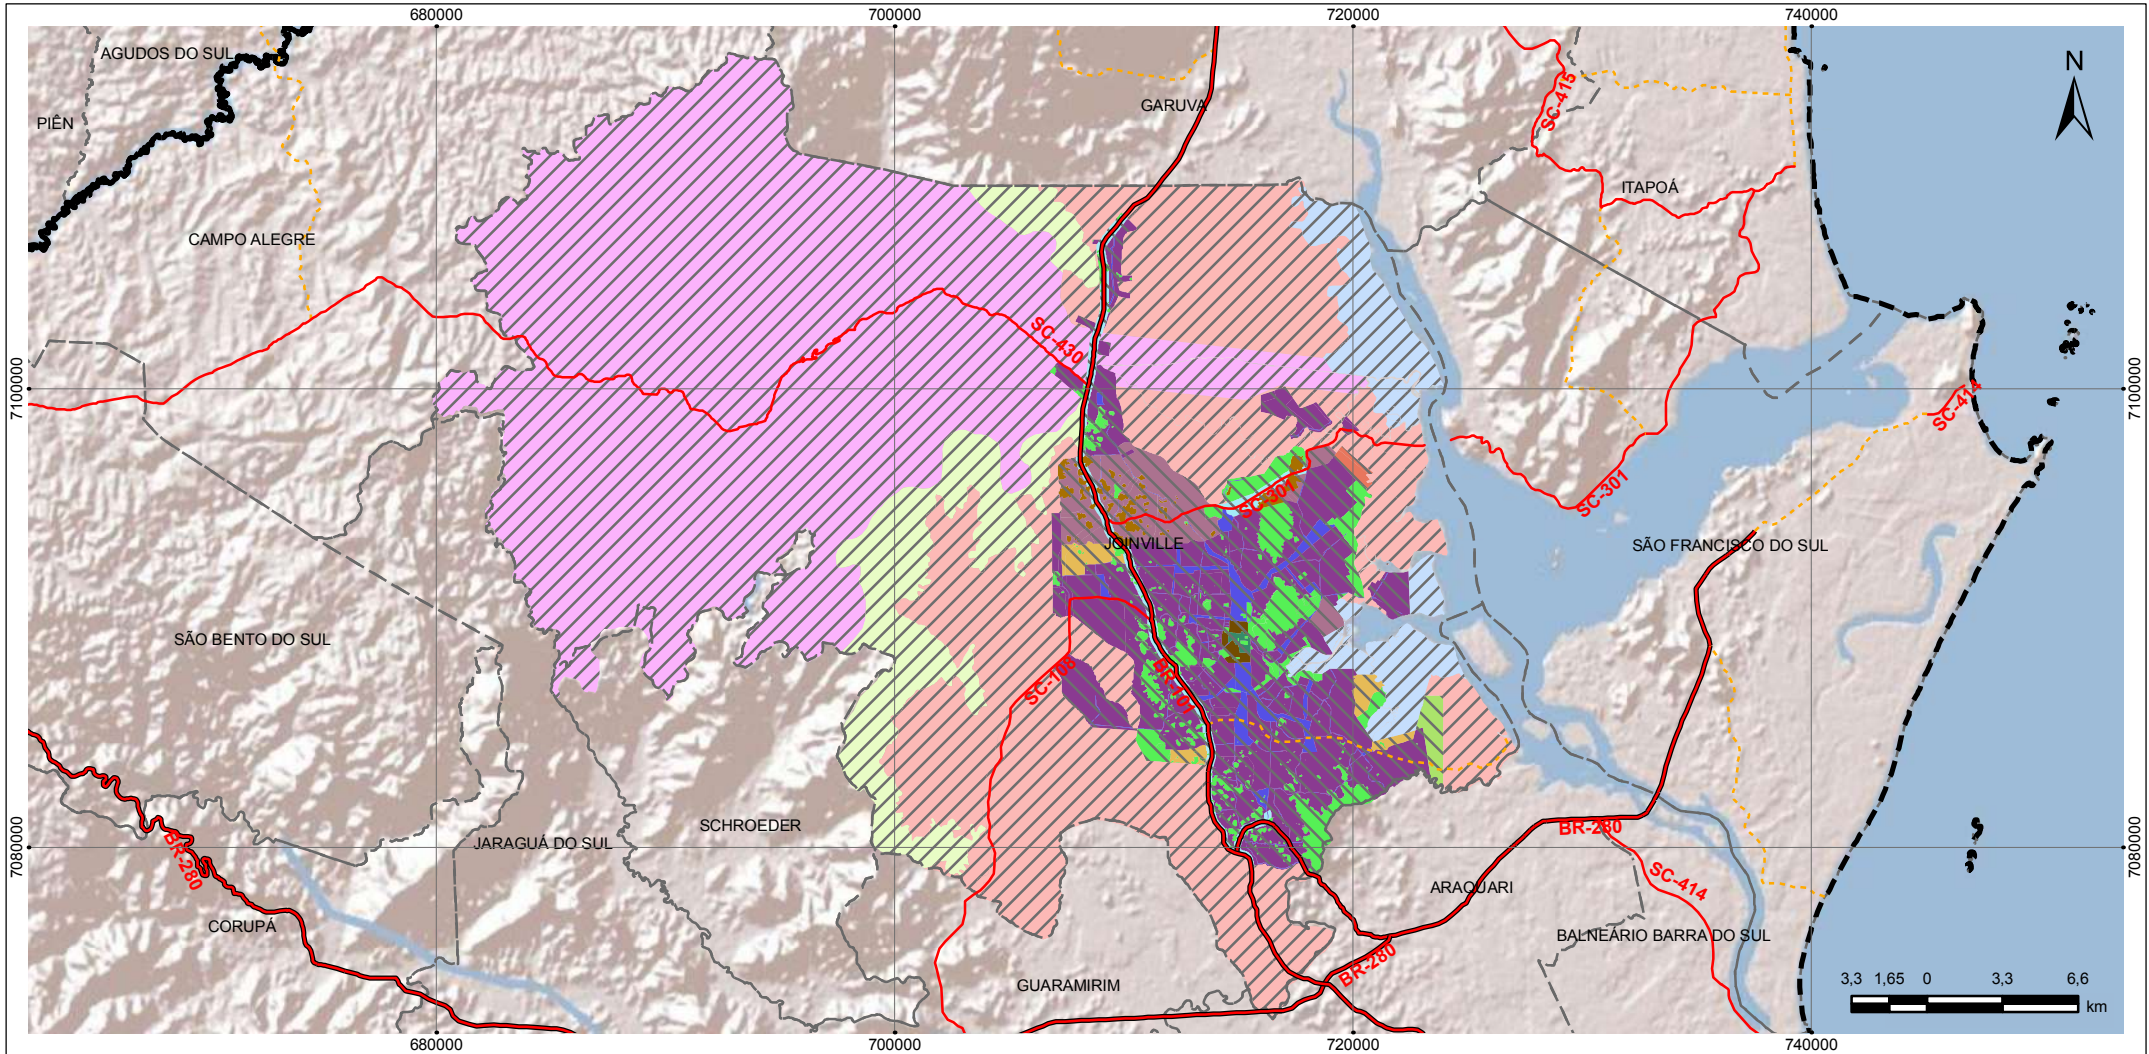 680000
700000
720000
740000
AGUDOS DO SUL
N
SC-415
GARUVA
PIÊN
ITAPOÁ
CAMPO ALEGRE
SC-430
7100000
7100000
SC-414
SC-301
SC-301
JOINVILLE
SÃO FRANCISCO DO SUL
SÃO BENTO DO SUL
SC-108
BR-101
SCHROEDER
BR-280
JARAGUÁ DO SUL
7080000
7080000
BR-280
SC-414
ARAQUARI
CORUPÁ
BALNEÁRIO BARRA DO SUL
BR-280
GUARAMIRIM
3,3 1,65 0 3,3 6,6
km
680000
700000
720000
740000